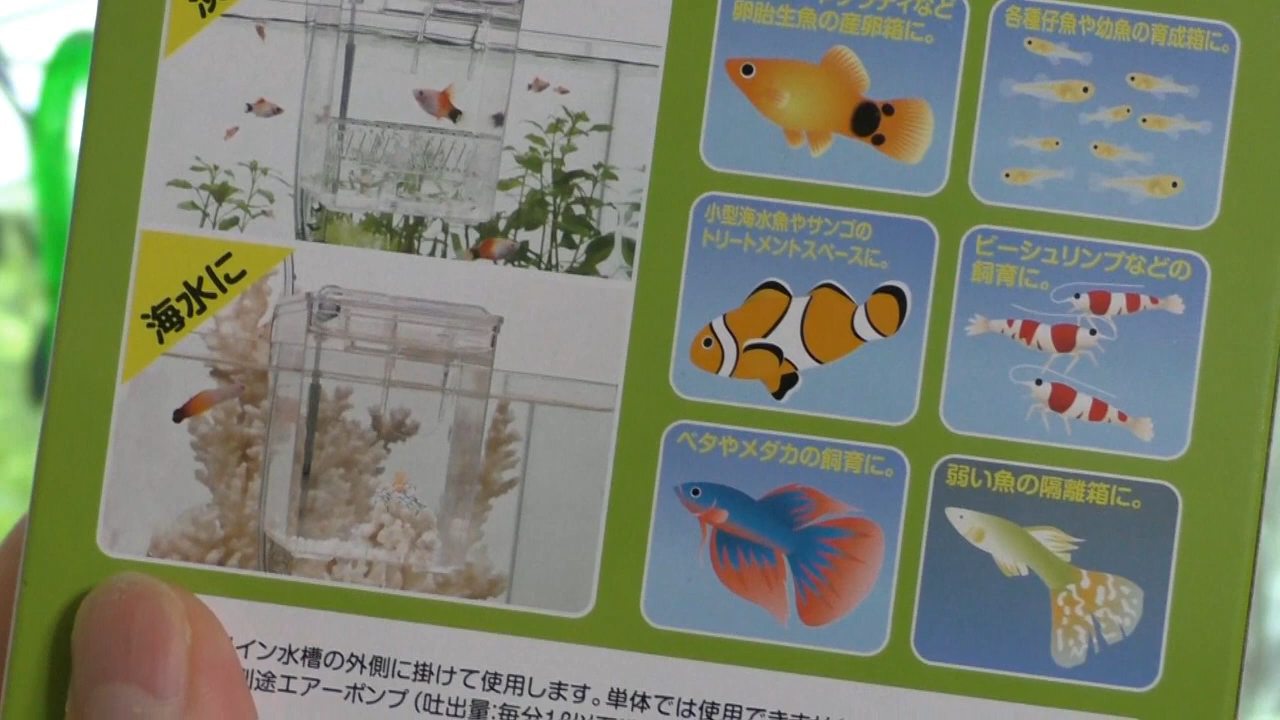 など
卵胎生魚の産卵箱に。
各種仔魚や幼魚の育成箱に。
海水に
小型海水魚やサンゴの
トリートメントスペースに。
ビーシュリンプなどの
飼育に。
ベタやメダカの飼育に。
弱い魚の隔離箱に。
イン水槽の外側に掛けて使用します。単体では使用できませ
別途エアーポンプ(吐出量:毎分1ℓ以